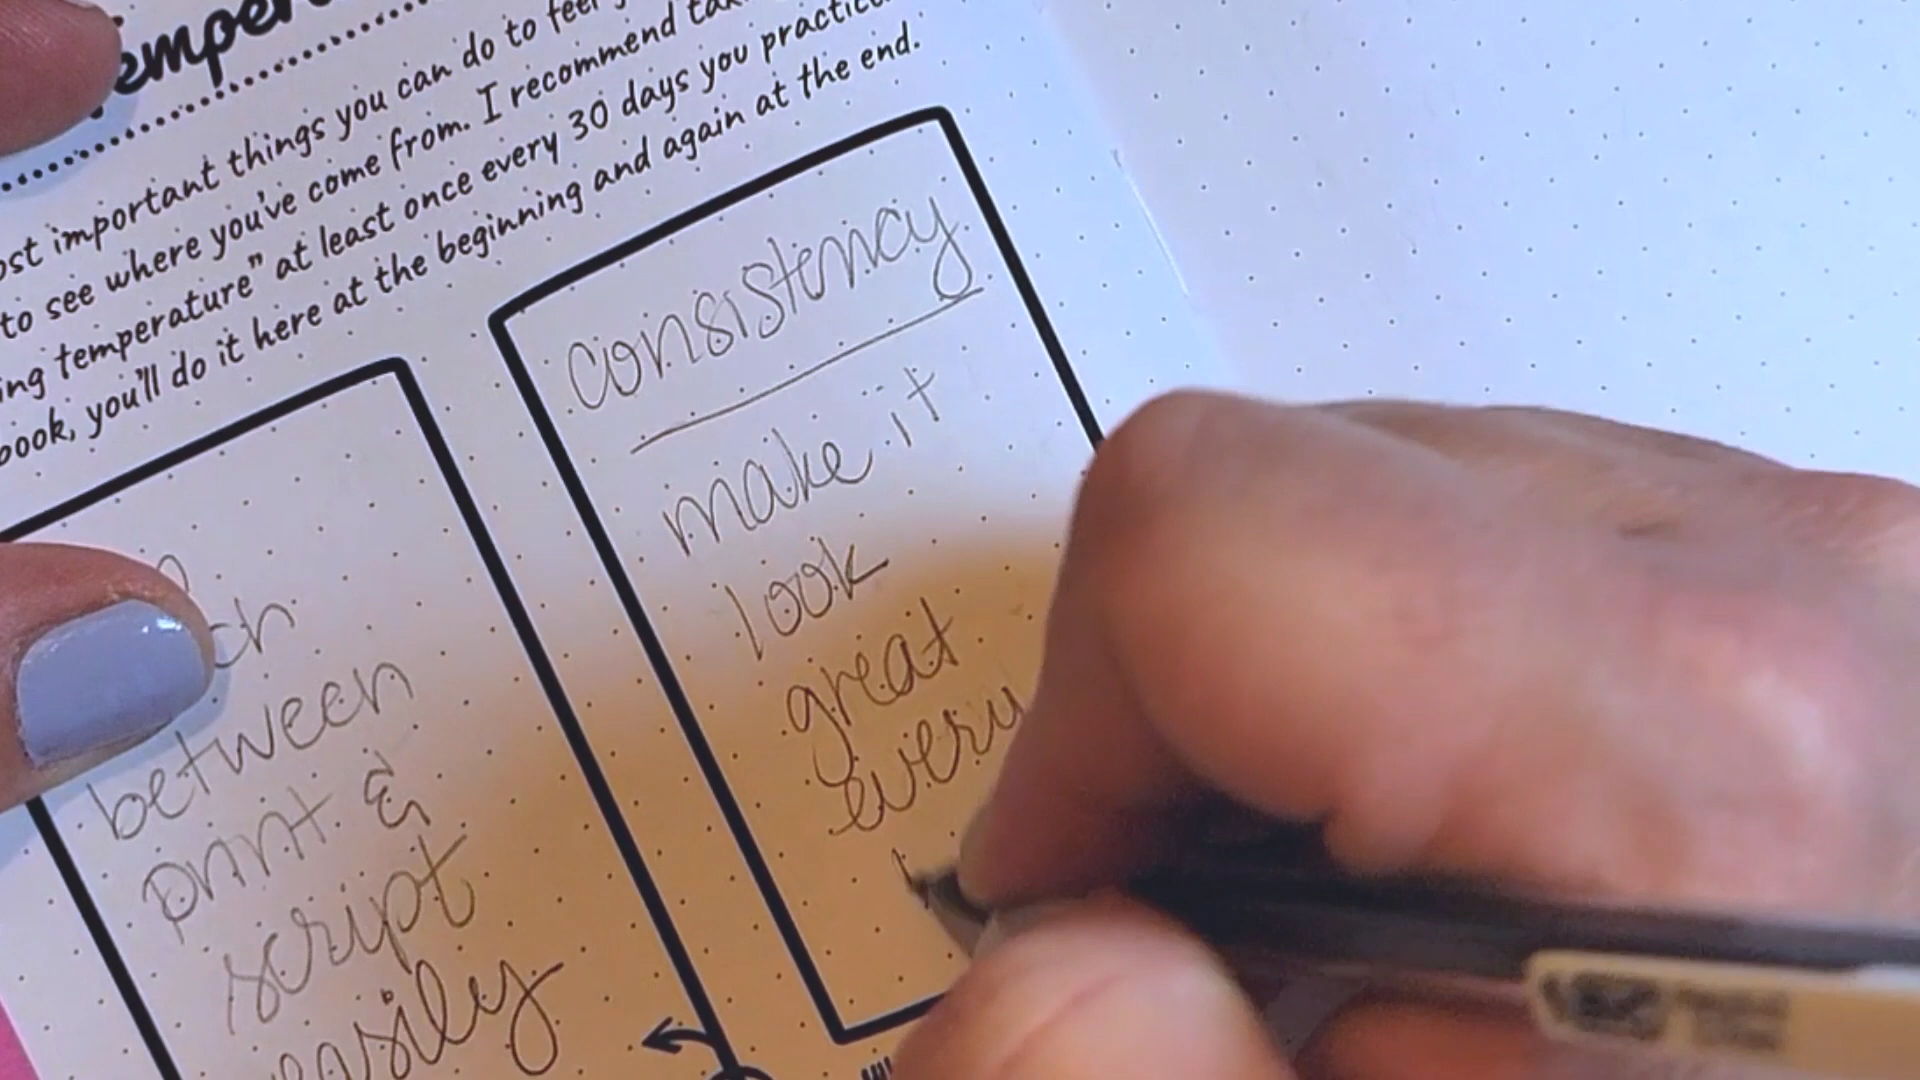 temper
ost important things you can do to feel
to see where you've come from. I recommend
ing temperature" at least once every 30 days you practice
book, you'll do it here at the beginning and again at the end.
ch
between
print &
script
easily
consistency
make it
look
great
every